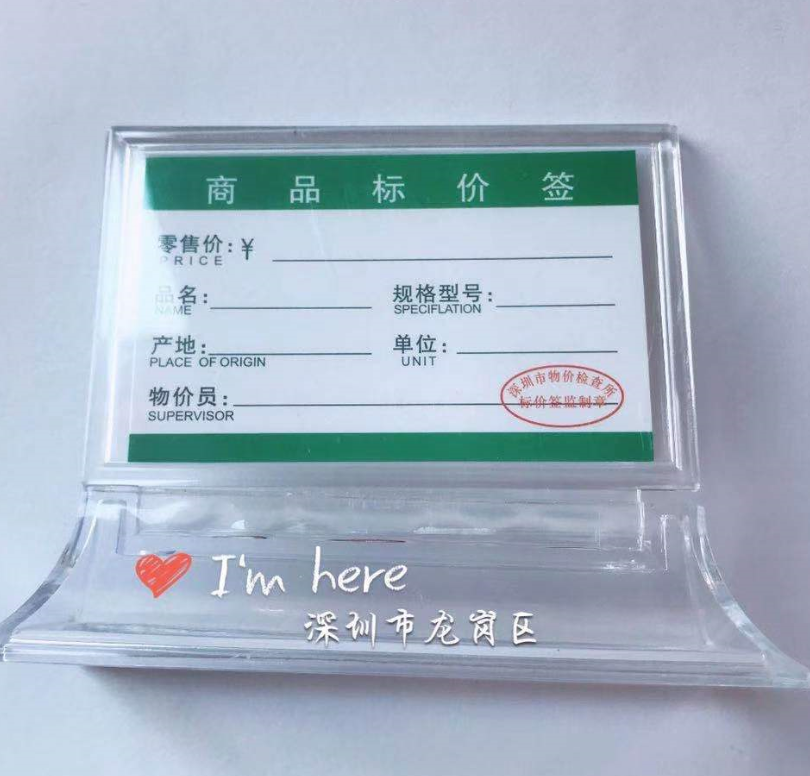 商品标价签
零售价:¥
PRICE
品名: 规格型号:
NAME SPECIFLATION
产地: 单位:
PLACE OF ORIGIN UNIT
物价员:
SUPERVISOR
深圳市物价检查所
标价签监制章
I'm here
深圳市龙岗区